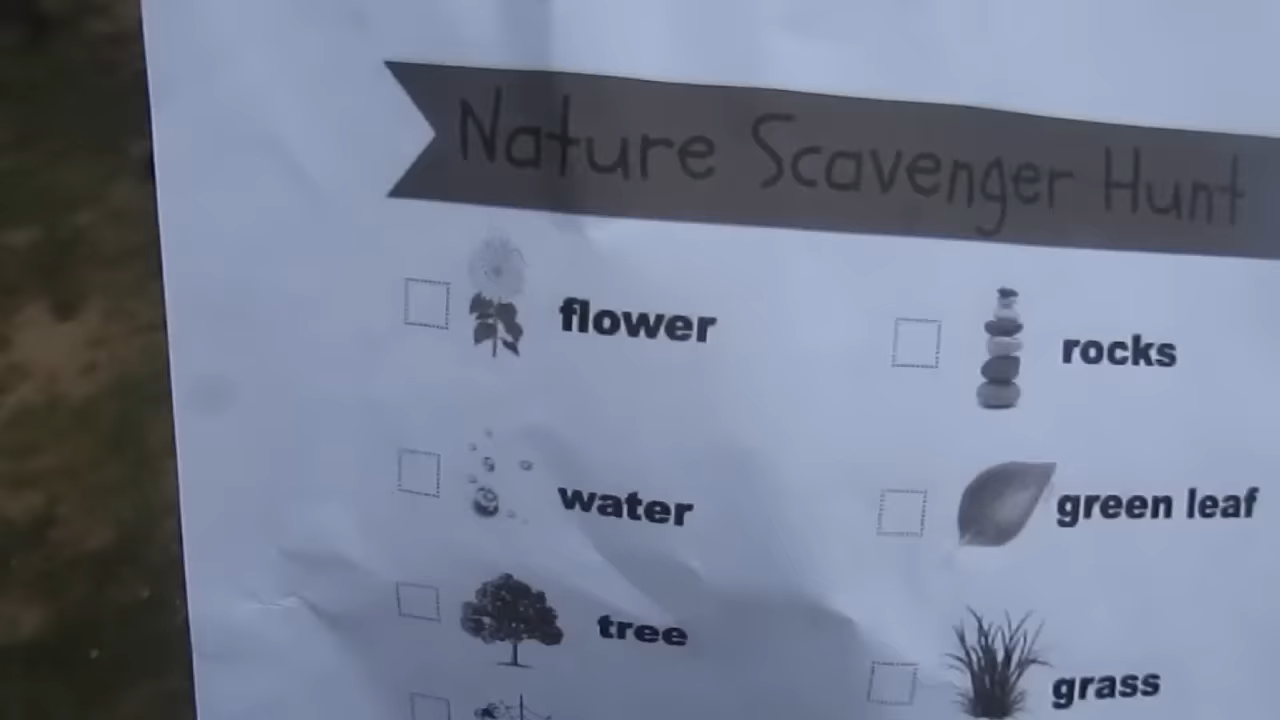 Nature Scavenger Hunt
flower
rocks
water
green leaf
tree
grass